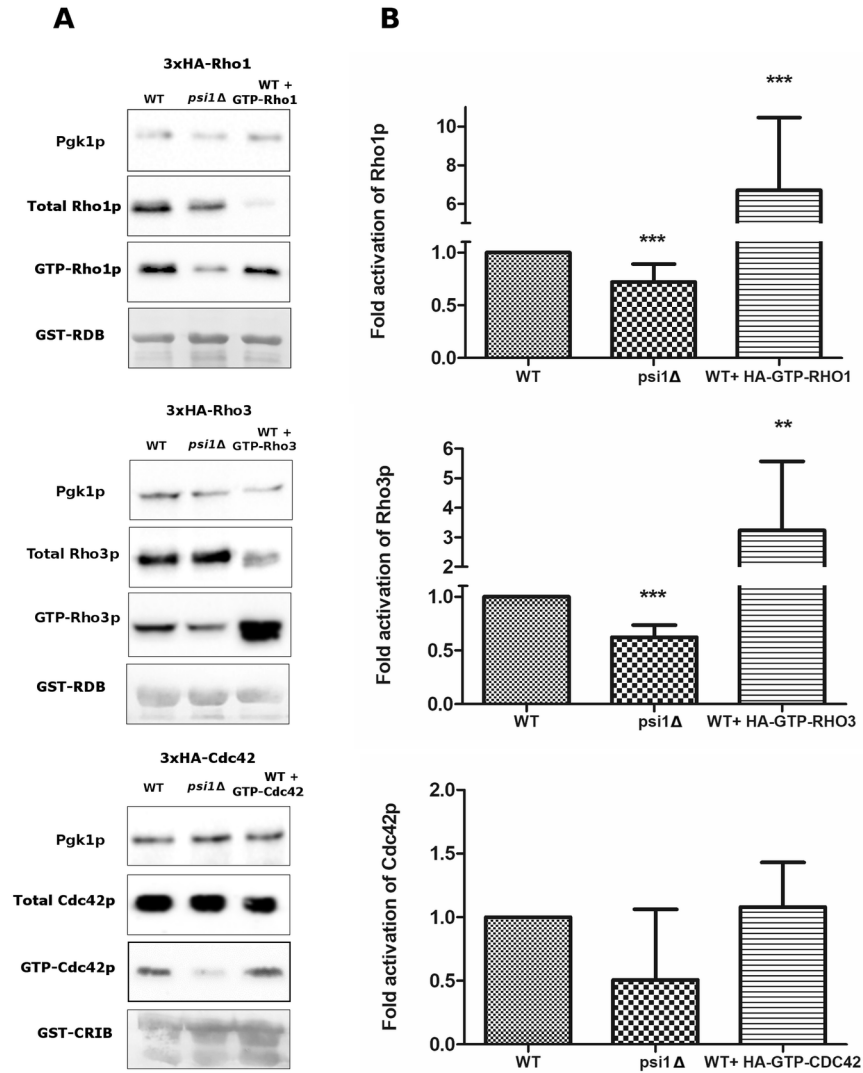 A
B
3xHA-Rho1
WT psi1Δ WT +
GTP-Rho1
Pgk1p
Total Rho1p
GTP-Rho1p
GST-RDB
Fold activation of Rho1p
10
8
6
1.0
0.5
0.0
***
***
WT psi1Δ WT+ HA-GTP-RHO1
3xHA-Rho3
WT psi1Δ WT +
GTP-Rho3
Pgk1p
Total Rho3p
GTP-Rho3p
GST-RDB
Fold activation of Rho3p
6
5
4
3
2
1.0
0.5
0.0
**
***
WT psi1Δ WT+ HA-GTP-RHO3
3xHA-Cdc42
WT psi1Δ WT +
GTP-Cdc42
Pgk1p
Total Cdc42p
GTP-Cdc42p
GST-CRIB
Fold activation of Cdc42p
2.0
1.5
1.0
0.5
0.0
WT psi1Δ WT+ HA-GTP-CDC42